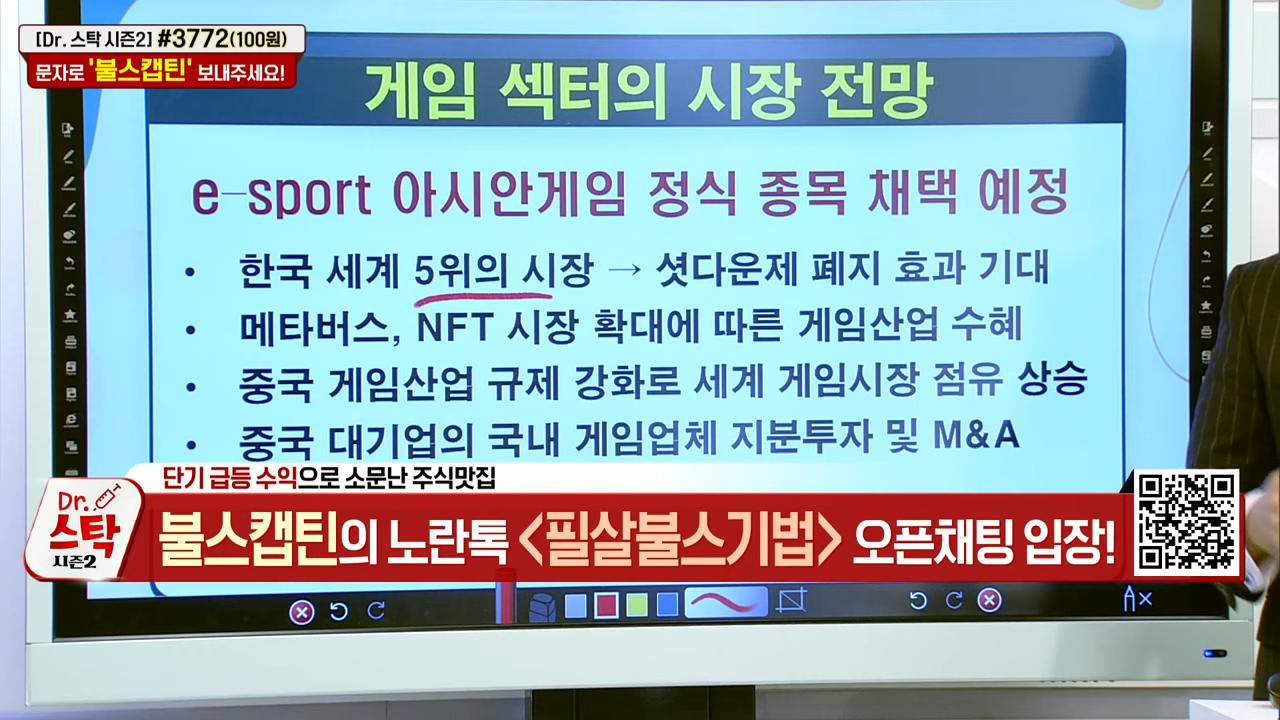 [Dr. 스탁 시즌2] #3772(100원)
문자로 '불스캡틴' 보내주세요!
게임 섹터의 시장 전망
e-sport 아시안게임 정식 종목 채택 예정
• 한국 세계 5위의 시장 → 셧다운제 폐지 효과 기대
• 메타버스, NFT 시장 확대에 따른 게임산업 수혜
• 중국 게임산업 규제 강화로 세계 게임시장 점유 상승
• 중국 대기업의 국내 게임업체 지분투자 및 M&A
단기 급등 수익으로 소문난 주식맛집
Dr.
스탁
시즌2
불스캡틴의 노란톡 <필살불스기법> 오픈채팅 입장!